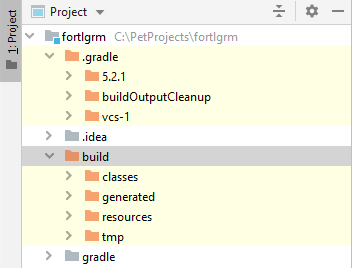 1: Project
Project
fortlgrm C:\PetProjects\fortlgrm
.gradle
5.2.1
buildOutputCleanup
vcs-1
.idea
build
classes
generated
resources
tmp
gradle